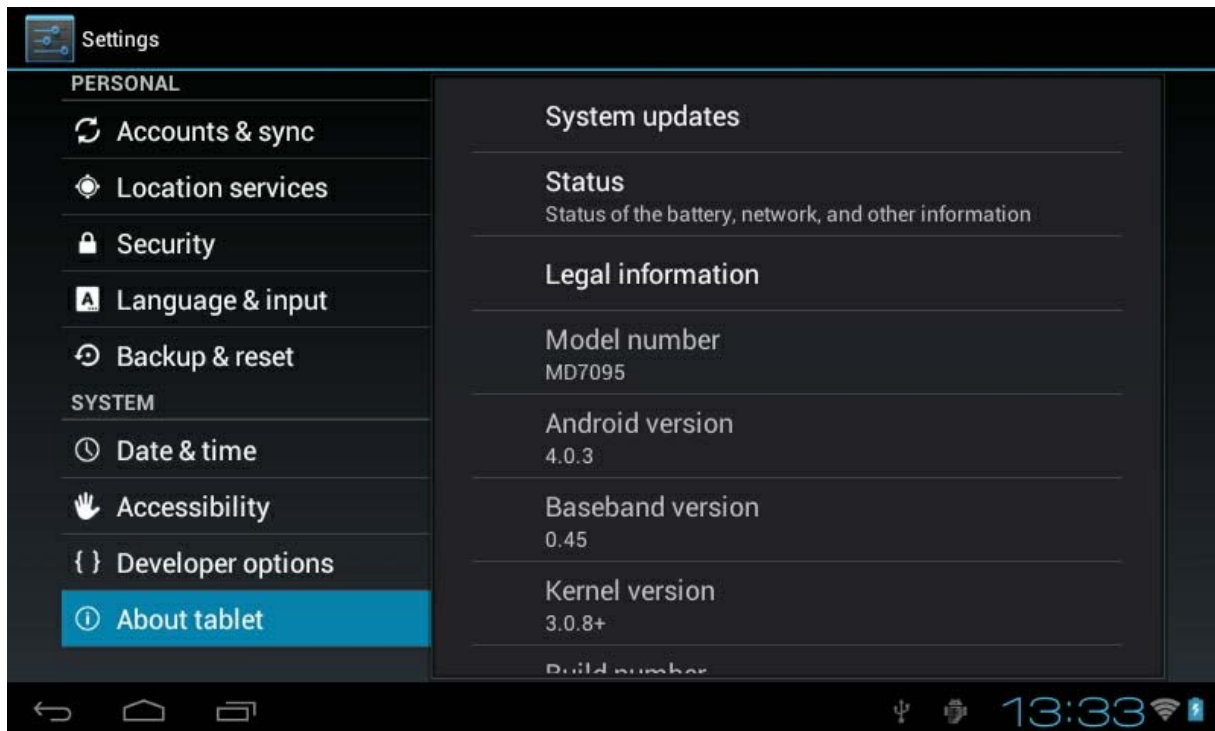 Settings
PERSONAL
Accounts & sync
Location services
Security
Language & input
Backup & reset
SYSTEM
Date & time
Accessibility
{ } Developer options
About tablet
System updates
Status
Status of the battery, network, and other information
Legal information
Model number
MD7095
Android version
4.0.3
Baseband version
0.45
Kernel version
3.0.8+
Build number
13:33